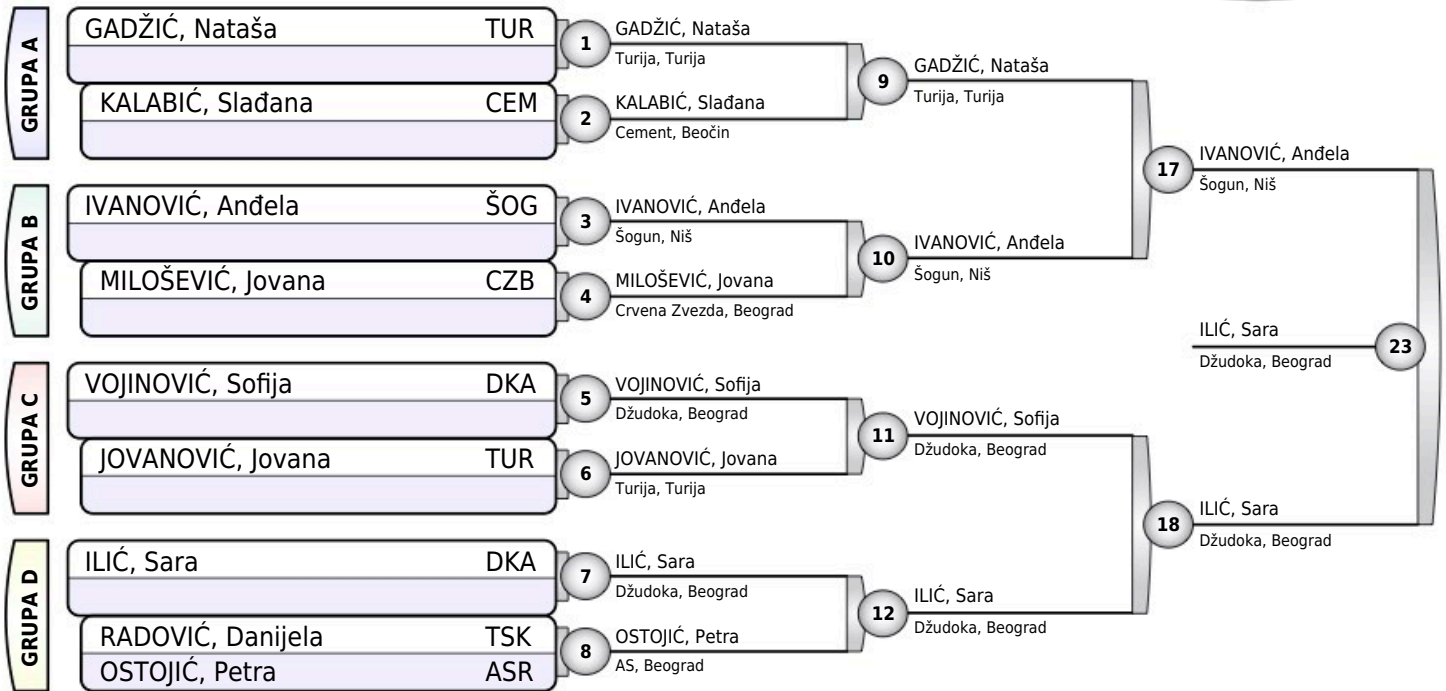 GRUPA A
GADŽIĆ, Nataša TUR
KALABIĆ, Slađana CEM
1
GADŽIĆ, Nataša
Turija, Turija
2
KALABIĆ, Slađana
Cement, Beočin
9
GADŽIĆ, Nataša
Turija, Turija
GRUPA B
IVANOVIĆ, Anđela ŠOG
MILOŠEVIĆ, Jovana CZB
3
IVANOVIĆ, Anđela
Šogun, Niš
4
MILOŠEVIĆ, Jovana
Crvena Zvezda, Beograd
10
IVANOVIĆ, Anđela
Šogun, Niš
17
IVANOVIĆ, Anđela
Šogun, Niš
GRUPA C
VOJINOVIĆ, Sofija DKA
JOVANOVIĆ, Jovana TUR
5
VOJINOVIĆ, Sofija
Džudoka, Beograd
6
JOVANOVIĆ, Jovana
Turija, Turija
11
VOJINOVIĆ, Sofija
Džudoka, Beograd
GRUPA D
ILIĆ, Sara DKA
RADOVIĆ, Danijela TSK
OSTOJIĆ, Petra ASR
7
ILIĆ, Sara
Džudoka, Beograd
8
OSTOJIĆ, Petra
AS, Beograd
12
ILIĆ, Sara
Džudoka, Beograd
18
ILIĆ, Sara
Džudoka, Beograd
ILIĆ, Sara
Džudoka, Beograd
23